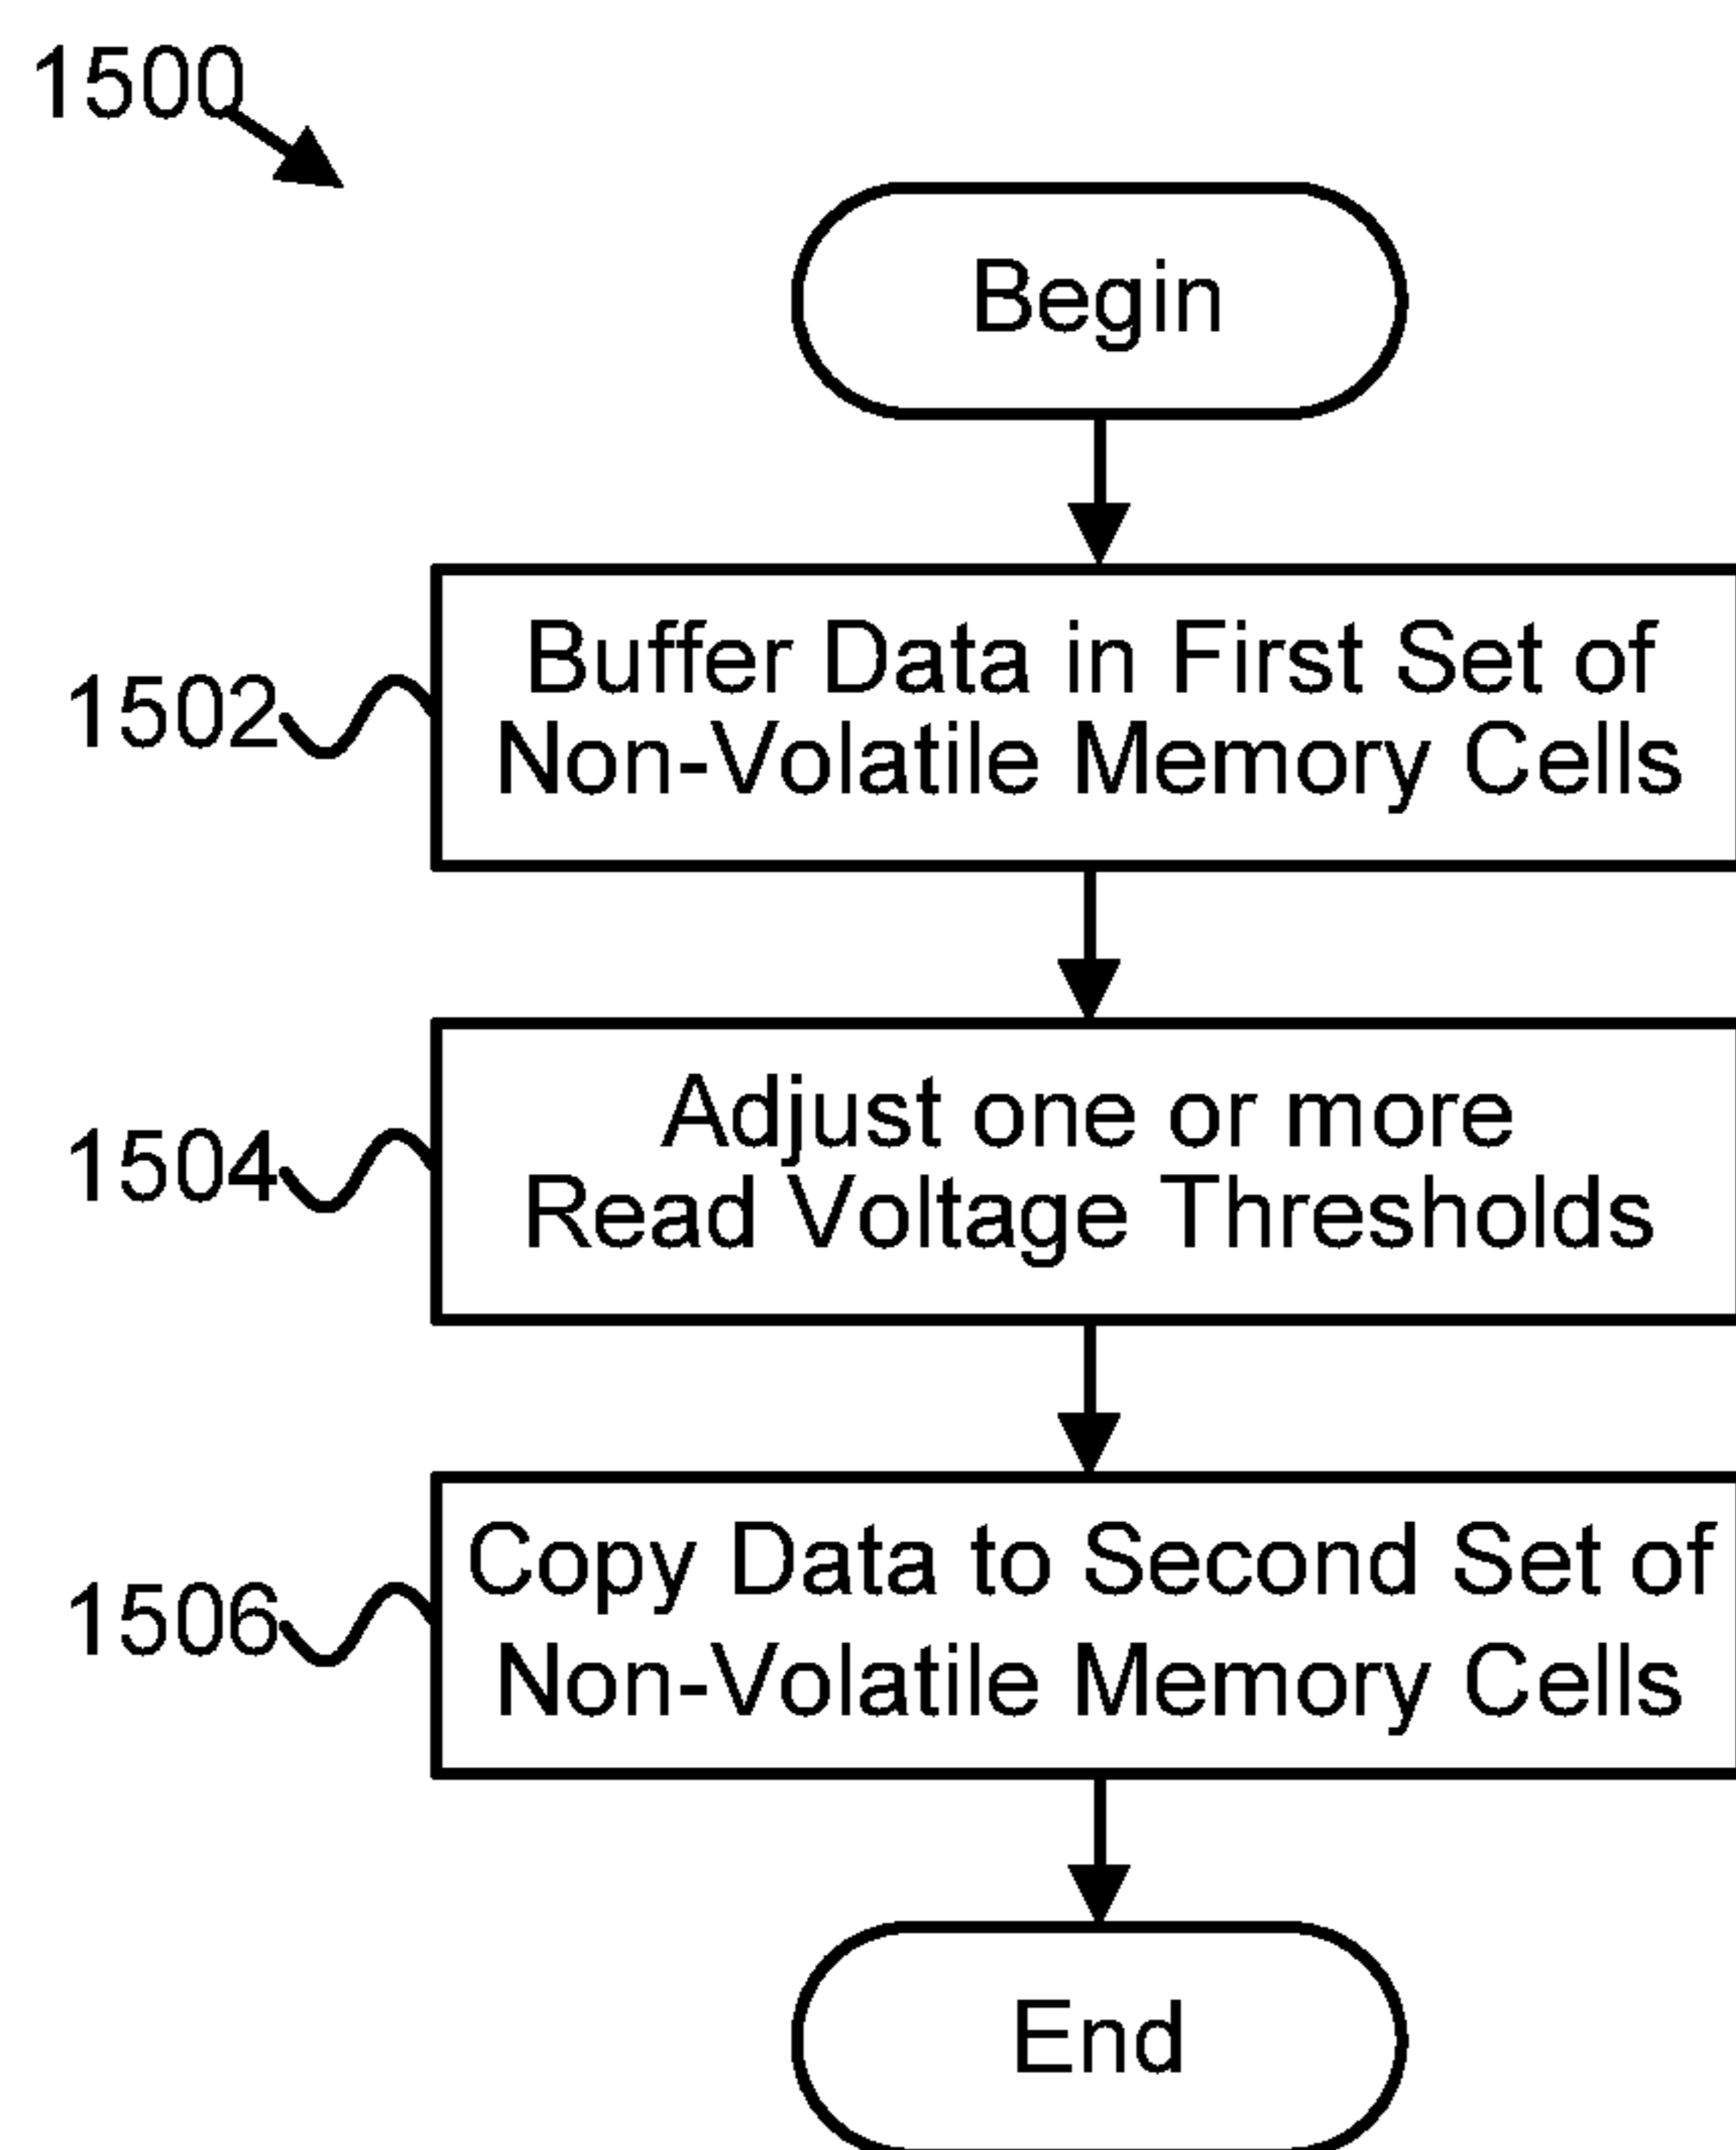 1500
Begin
1502
Buffer Data in First Set of
Non-Volatile Memory Cells
1504
Adjust one or more
Read Voltage Thresholds
1506
Copy Data to Second Set of
Non-Volatile Memory Cells
End